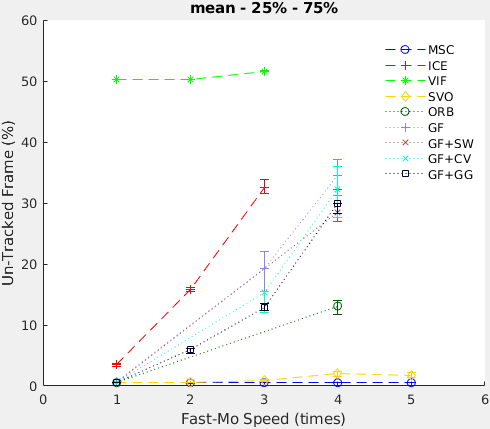 mean - 25% - 75%
60
50
40
30
20
10
0
Un-Tracked Frame (%)
MSC
ICE
VIF
SVO
ORB
GF
GF+SW
GF+CV
GF+GG
0 1 2 3 4 5 6
Fast-Mo Speed (times)